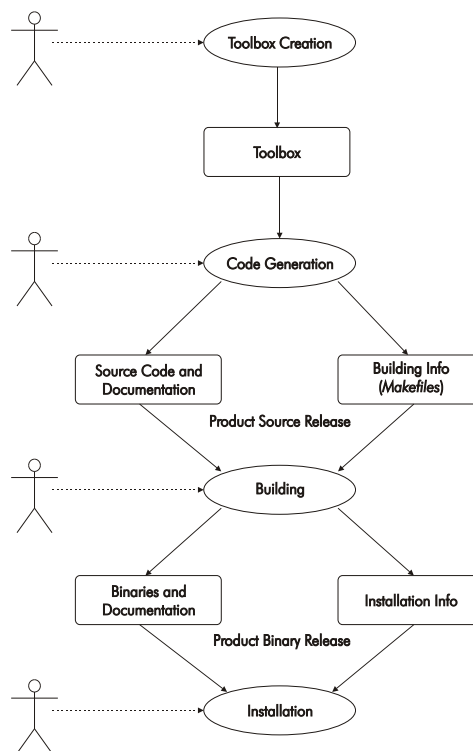 Toolbox Creation
Toolbox
Code Generation
Source Code and
Documentation
Building Info
(Makefiles)
Product Source Release
Building
Binaries and
Documentation
Installation Info
Product Binary Release
Installation